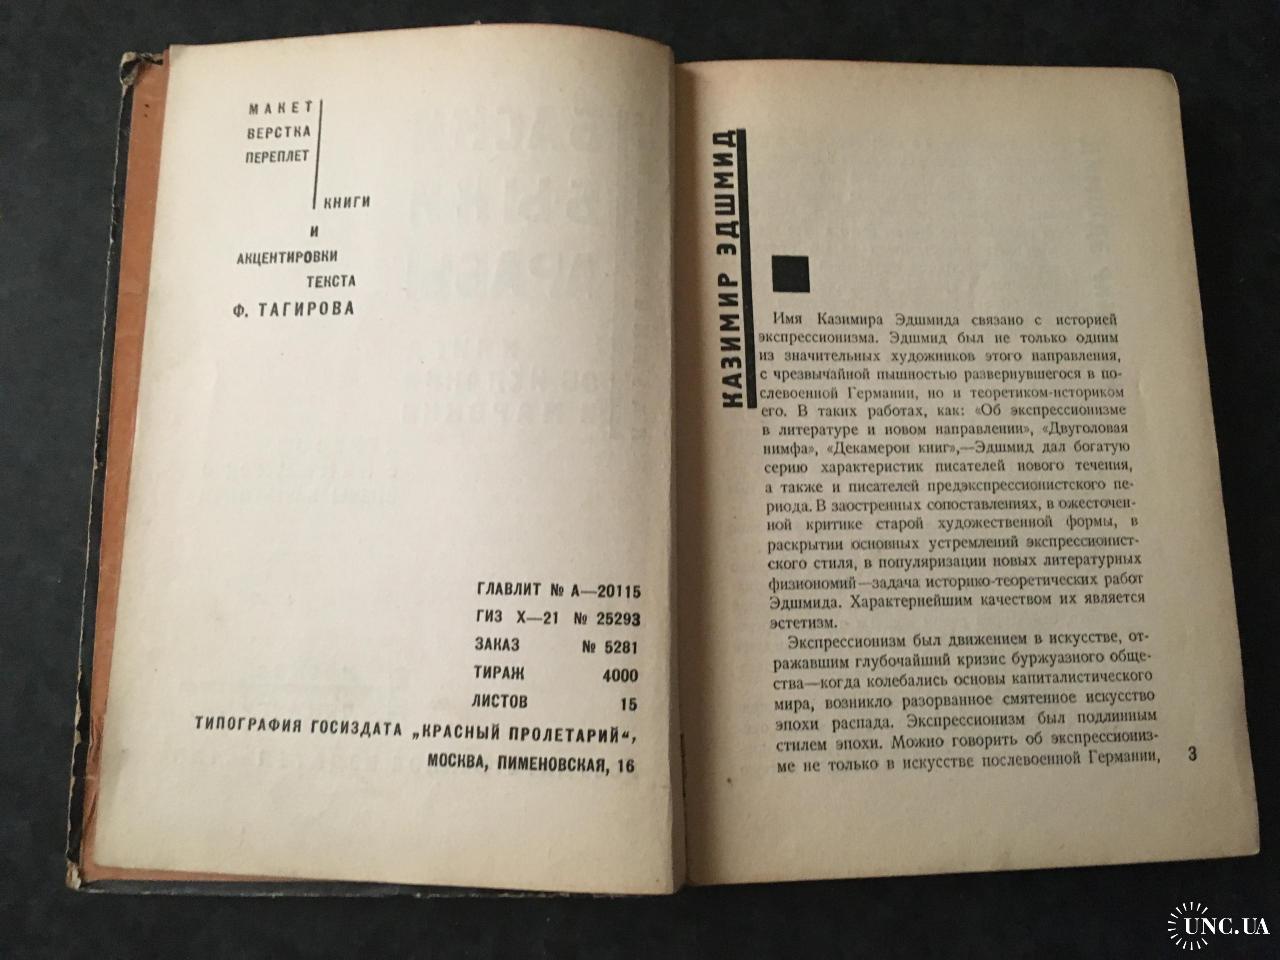 МАКЕТ
ВЕРСТКА
ПЕРЕПЛЕТ
КНИГИ
И
АКЦЕНТИРОВКИ
ТЕКСТА
Ф. ТАГИРОВА
ГЛАВЛИТ № А—20115
ГИЗ X—21 № 25293
ЗАКАЗ № 5281
ТИРАЖ 4000
ЛИСТОВ 15
ТИПОГРАФИЯ ГОСИЗДАТА „КРАСНЫЙ ПРОЛЕТАРИЙ“,
МОСКВА, ПИМЕНОВСКАЯ, 16
КАЗИМИР ЭДШМИД
Имя Казимира Эдшмида связано с историей
экспрессионизма. Эдшмид был не только одним
из значительных художников этого направления,
с чрезвычайной пышностью развернувшегося в по-
слевоенной Германии, но и теоретиком-историком
его. В таких работах, как: «Об экспрессионизме
в литературе и новом направлении», «Двуголовая
нимфа», «Декамерон книг»,—Эдшмид дал богатую
серию характеристик писателей нового течения,
а также и писателей предэкспрессионистского пе-
риода. В заостренных сопоставлениях, в ожесточен-
ной критике старой художественной формы, в
раскрытии основных устремлений экспрессионист-
ского стиля, в популяризации новых литературных
физиономий—задача историко-теоретических работ
Эдшмида. Характернейшим качеством их является
эстетизм.
Экспрессионизм был движением в искусстве, от-
ражавшим глубочайший кризис буржуазного обще-
ства—когда колебались основы капиталистического
мира, возникло разорванное смятенное искусство
эпохи распада. Экспрессионизм был подлинным
стилем эпохи. Можно говорить об экспрессиониз-
ме не только в искусстве послевоенной Германии,
3
UNC.UA